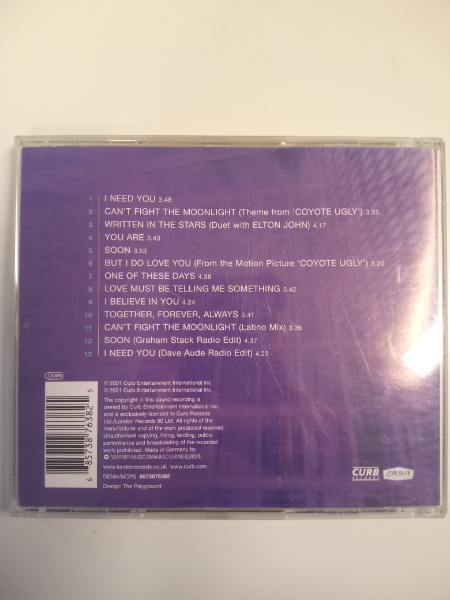 1 I NEED YOU 3.48
2 CAN'T FIGHT THE MOONLIGHT (Theme from 'COYOTE UGLY') 3.35
3 WRITTEN IN THE STARS (Duet with ELTON JOHN) 4.17
4 YOU ARE 3.43
5 SOON 3.53
6 BUT I DO LOVE YOU (From the Motion Picture 'COYOTE UGLY') 3.20
7 ONE OF THESE DAYS 4.38
8 LOVE MUST BE TELLING ME SOMETHING 3.42
9 I BELIEVE IN YOU 4.24
10 TOGETHER, FOREVER, ALWAYS 3.41
11 CAN'T FIGHT THE MOONLIGHT (Latino Mix) 3.36
12 SOON (Graham Stack Radio Edit) 4.37
13 I NEED YOU (Dave Aude Radio Edit) 4.23
℗ 2001 Curb Entertainment International Inc
© 2001 Curb Entertainment International Inc
The copyright in this sound recording is
owned by Curb Entertainment International Inc.
and is exclusively licensed to Curb Records
Ltd./London Records 90 Ltd. All rights of the
manufacturer and of the work produced reserved.
Unauthorised copying, hiring, lending, public
performance and broadcasting of the recorded
work prohibited. Made in Germany by
WARNER MUSIC MANUFACTURING EUROPE
www.londonrecords.co.uk www.curb.com
GEMA/MCPS 8573876382
Design: The Playground
6 85738 76382 5
CURB
RECORDS
LONDON